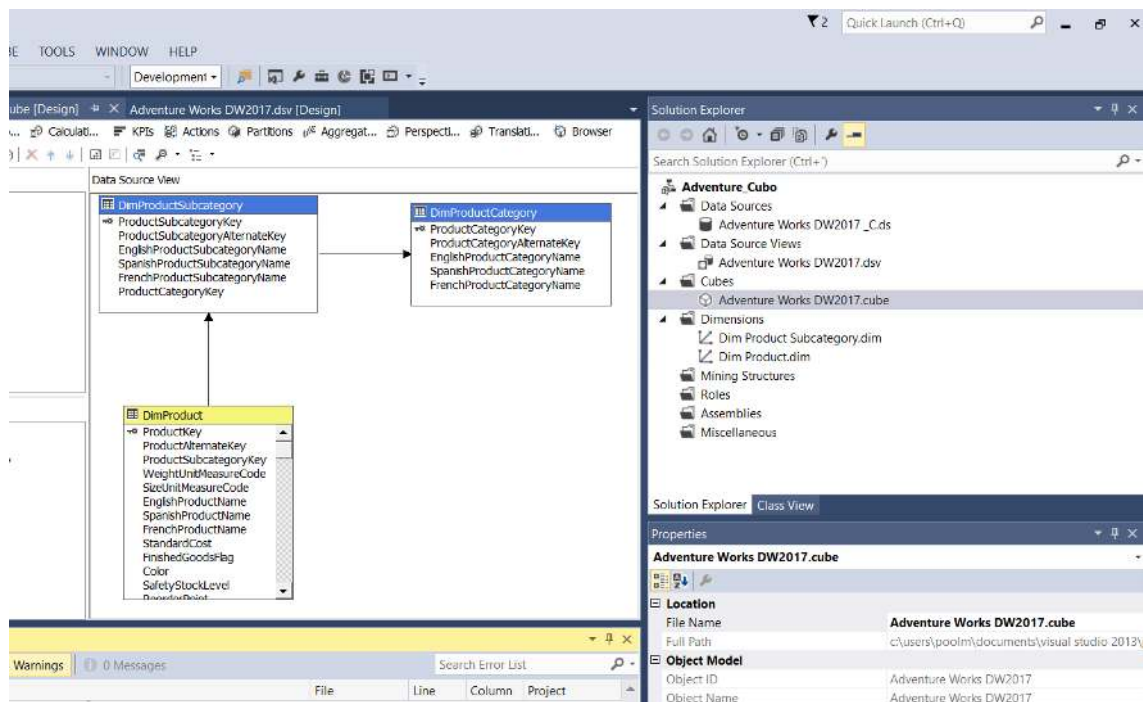 2 Quick Launch (Ctrl+Q)
TOOLS WINDOW HELP
Development
ube [Design] Adventure Works DW2017.dsv [Design]
Calculati... KPIs Actions Partitions Aggregat... Perspecti... Translati... Browser
Data Source View
DimProductSubcategory
ProductSubcategoryKey
ProductSubcategoryAlternateKey
EnglishProductSubcategoryName
SpanishProductSubcategoryName
FrenchProductSubcategoryName
ProductCategoryKey
DimProductCategory
ProductCategoryKey
ProductCategoryAlternateKey
EnglishProductCategoryName
SpanishProductCategoryName
FrenchProductCategoryName
DimProduct
ProductKey
ProductAlternateKey
ProductSubcategoryKey
WeightUnitMeasureCode
SizeUnitMeasureCode
EnglishProductName
SpanishProductName
FrenchProductName
StandardCost
FinishedGoodsFlag
Color
SafetyStockLevel
ReorderPoint
Warnings 0 Messages Search Error List
File Line Column Project
Solution Explorer
Search Solution Explorer (Ctrl+')
Adventure_Cubo
Data Sources
Adventure Works DW2017 _C.ds
Data Source Views
Adventure Works DW2017.dsv
Cubes
Adventure Works DW2017.cube
Dimensions
Dim Product Subcategory.dim
Dim Product.dim
Mining Structures
Roles
Assemblies
Miscellaneous
Solution Explorer Class View
Properties
Adventure Works DW2017.cube
Location
File Name Adventure Works DW2017.cube
Full Path c:\users\poolm\documents\visual studio 2013\
Object Model
Object ID Adventure Works DW2017
Object Name Adventure Works DW2017